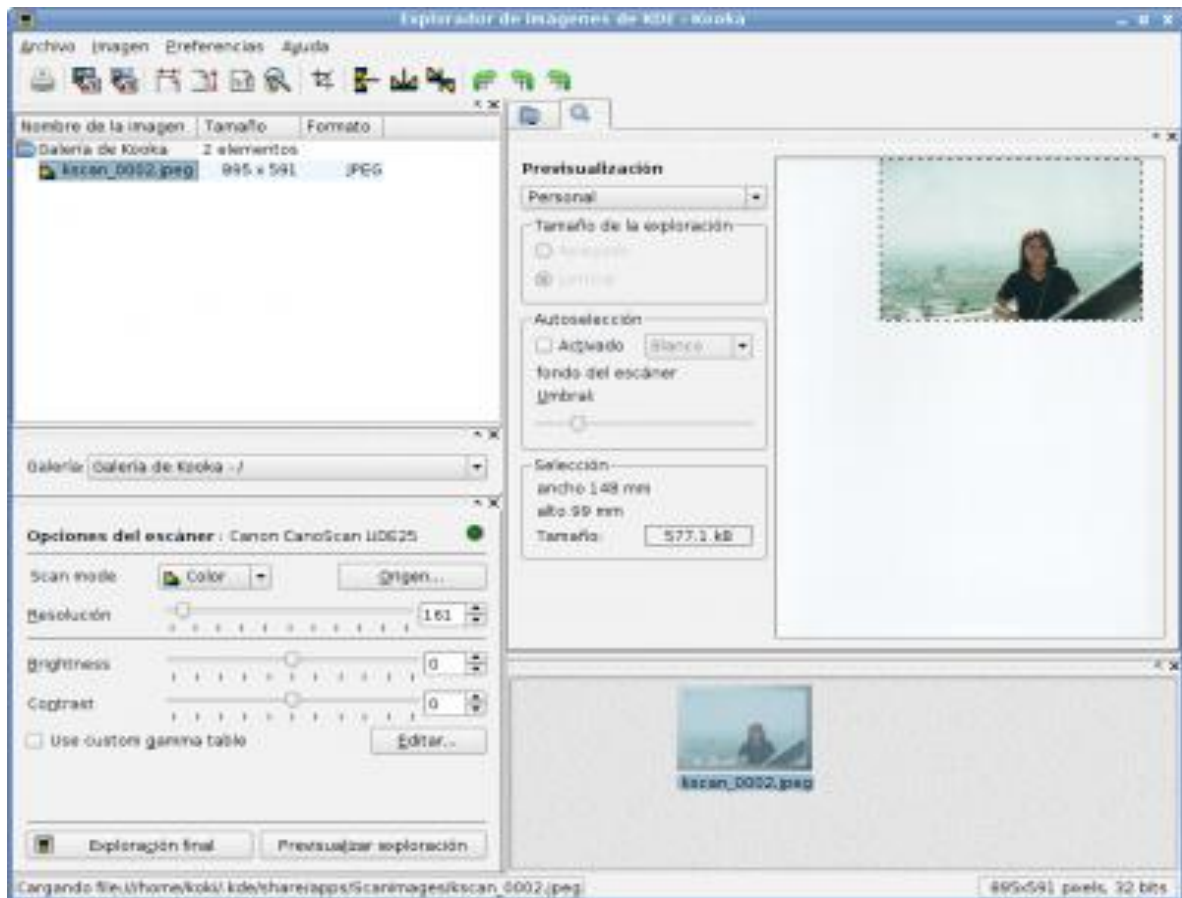 Explorador de imágenes de KDE - Kooka
Archivo Imagen Preferencias Ayuda
Nombre de la imagen Tamaño Formato
Galería de Kooka 2 elementos
kscan_0002.jpeg 895 x 591 JPEG
Galería: Galería de Kooka - /
Opciones del escáner : Canon CanoScan LiDE25
Scan mode Color Origen...
Resolución 161
Brightness 0
Contrast 0
Use custom gamma table Editar...
Exploración final Previsualizar exploración
Previsualización
Personal
Tamaño de la exploración
Autoselección
Activado Blanco
fondo del escáner
Umbral:
Selección
ancho 148 mm
alto 99 mm
Tamaño: 577.1 kB
kscan_0002.jpeg
Cargando file:///home/koki/.kde/share/apps/ScanImages/kscan_0002.jpeg 895x591 pixels, 32 bits